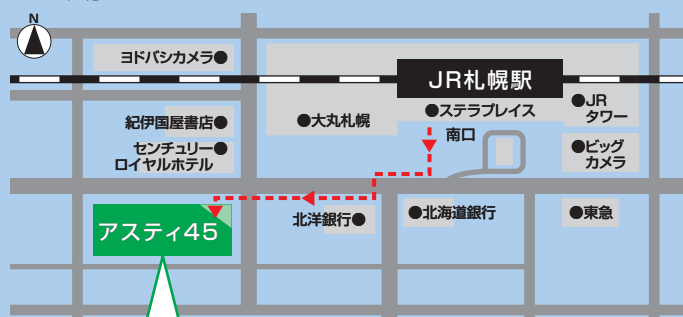 N
ヨドバシカメラ●
JR札幌駅
紀伊国屋書店●
●大丸札幌
●ステラプレイス
●JR
タワー
南口
センチュリー●
ロイヤルホテル
●ビッグ
カメラ
アスティ45
北洋銀行●
●北海道銀行
●東急